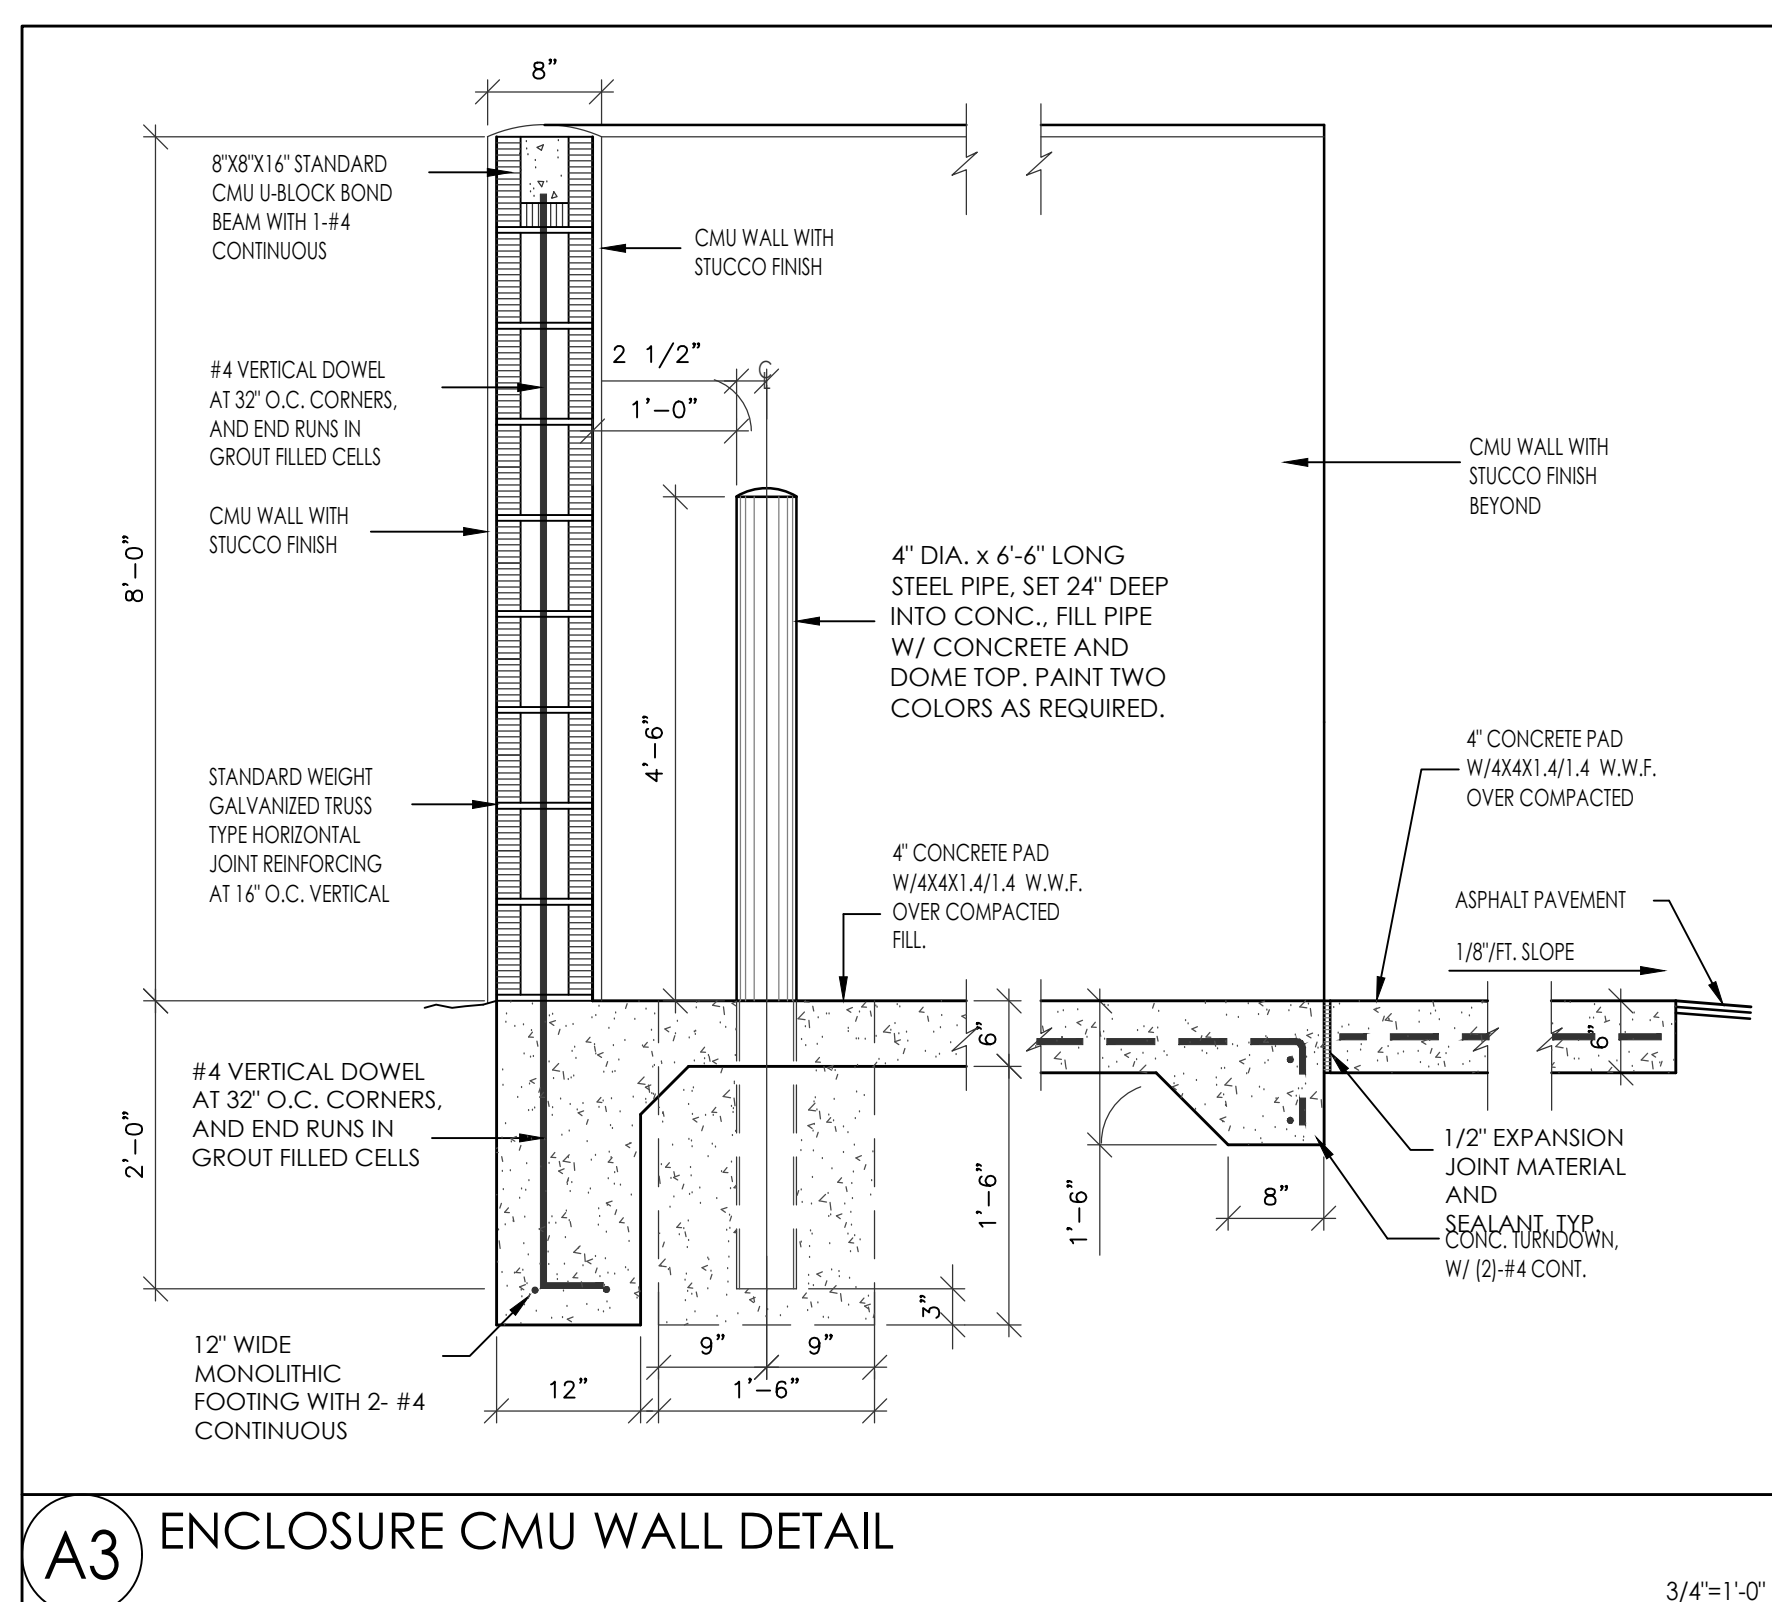 8"
8"X8"X16" STANDARD
CMU U-BLOCK BOND
BEAM WITH 1-#4
CONTINUOUS
CMU WALL WITH
STUCCO FINISH
2 1/2"
℄
1'-0"
#4 VERTICAL DOWEL
AT 32" O.C. CORNERS,
AND END RUNS IN
GROUT FILLED CELLS
CMU WALL WITH
STUCCO FINISH
BEYOND
CMU WALL WITH
STUCCO FINISH
8'-0"
4" DIA. x 6'-6" LONG
STEEL PIPE, SET 24" DEEP
INTO CONC., FILL PIPE
W/ CONCRETE AND
DOME TOP. PAINT TWO
COLORS AS REQUIRED.
4'-6"
STANDARD WEIGHT
GALVANIZED TRUSS
TYPE HORIZONTAL
JOINT REINFORCING
AT 16" O.C. VERTICAL
4" CONCRETE PAD
W/4X4X1.4/1.4 W.W.F.
OVER COMPACTED
4" CONCRETE PAD
W/4X4X1.4/1.4 W.W.F.
OVER COMPACTED
FILL.
ASPHALT PAVEMENT
1/8"/FT. SLOPE
6"
6"
#4 VERTICAL DOWEL
AT 32" O.C. CORNERS,
AND END RUNS IN
GROUT FILLED CELLS
2'-0"
1'-6"
1'-6"
8"
1/2" EXPANSION
JOINT MATERIAL
AND
SEALANT, TYP.
CONC. TURNDOWN,
W/ (2)-#4 CONT.
3"
12" WIDE
MONOLITHIC
FOOTING WITH 2- #4
CONTINUOUS
9"
9"
12"
1'-6"
A3
ENCLOSURE CMU WALL DETAIL
3/4"=1'-0"